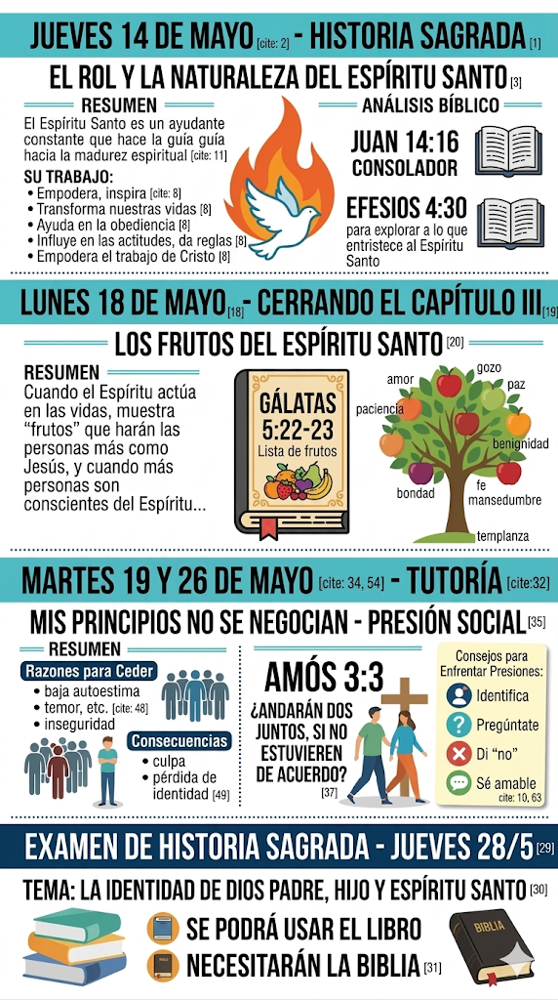 JUEVES 14 DE MAYO [cite: 2] - HISTORIA SAGRADA [1]
EL ROL Y LA NATURALEZA DEL ESPÍRITU SANTO [3]
RESUMEN
El Espíritu Santo es un ayudante
constante que hace la guía guía
hacia la madurez espiritual [cite: 11]
SU TRABAJO:
• Empodera, inspira [cite: 8]
• Transforma nuestras vidas [8]
• Ayuda en la obediencia [8]
• Influye en las actitudes, da reglas [8]
• Empodera el trabajo de Cristo [8]
ANÁLISIS BÍBLICO
JUAN 14:16
CONSOLADOR
EFESIOS 4:30
para explorar a lo que
entristece al Espíritu
Santo
LUNES 18 DE MAYO [18] - CERRANDO EL CAPÍTULO III [19]
LOS FRUTOS DEL ESPÍRITU SANTO [20]
RESUMEN
Cuando el Espíritu actúa
en las vidas, muestra
“frutos” que harán las
personas más como
Jesús, y cuando más
personas son
conscientes del Espíritu...
GÁLATAS
5:22-23
Lista de frutos
gozo
amor
paz
paciencia
benignidad
bondad
fe
mansedumbre
templanza
MARTES 19 Y 26 DE MAYO [cite: 34, 54] - TUTORÍA [cite:32]
MIS PRINCIPIOS NO SE NEGOCIAN - PRESIÓN SOCIAL [35]
RESUMEN
Razones para Ceder
• baja autoestima
• temor, etc. [cite: 48]
• inseguridad
Consecuencias
• culpa
• pérdida de
identidad [49]
AMÓS 3:3
¿ANDARÁN DOS
JUNTOS, SI NO
ESTUVIEREN
DE ACUERDO?
[37]
Consejos para
Enfrentar Presiones:
Identifica
? Pregúntate
Di “no”
Sé amable
cite: 10, 63
EXAMEN DE HISTORIA SAGRADA - JUEVES 28/5 [29]
TEMA: LA IDENTIDAD DE DIOS PADRE, HIJO Y ESPÍRITU SANTO [30]
SE PODRÁ USAR EL LIBRO
NECESITARÁN LA BIBLIA [31]
BIBLIA